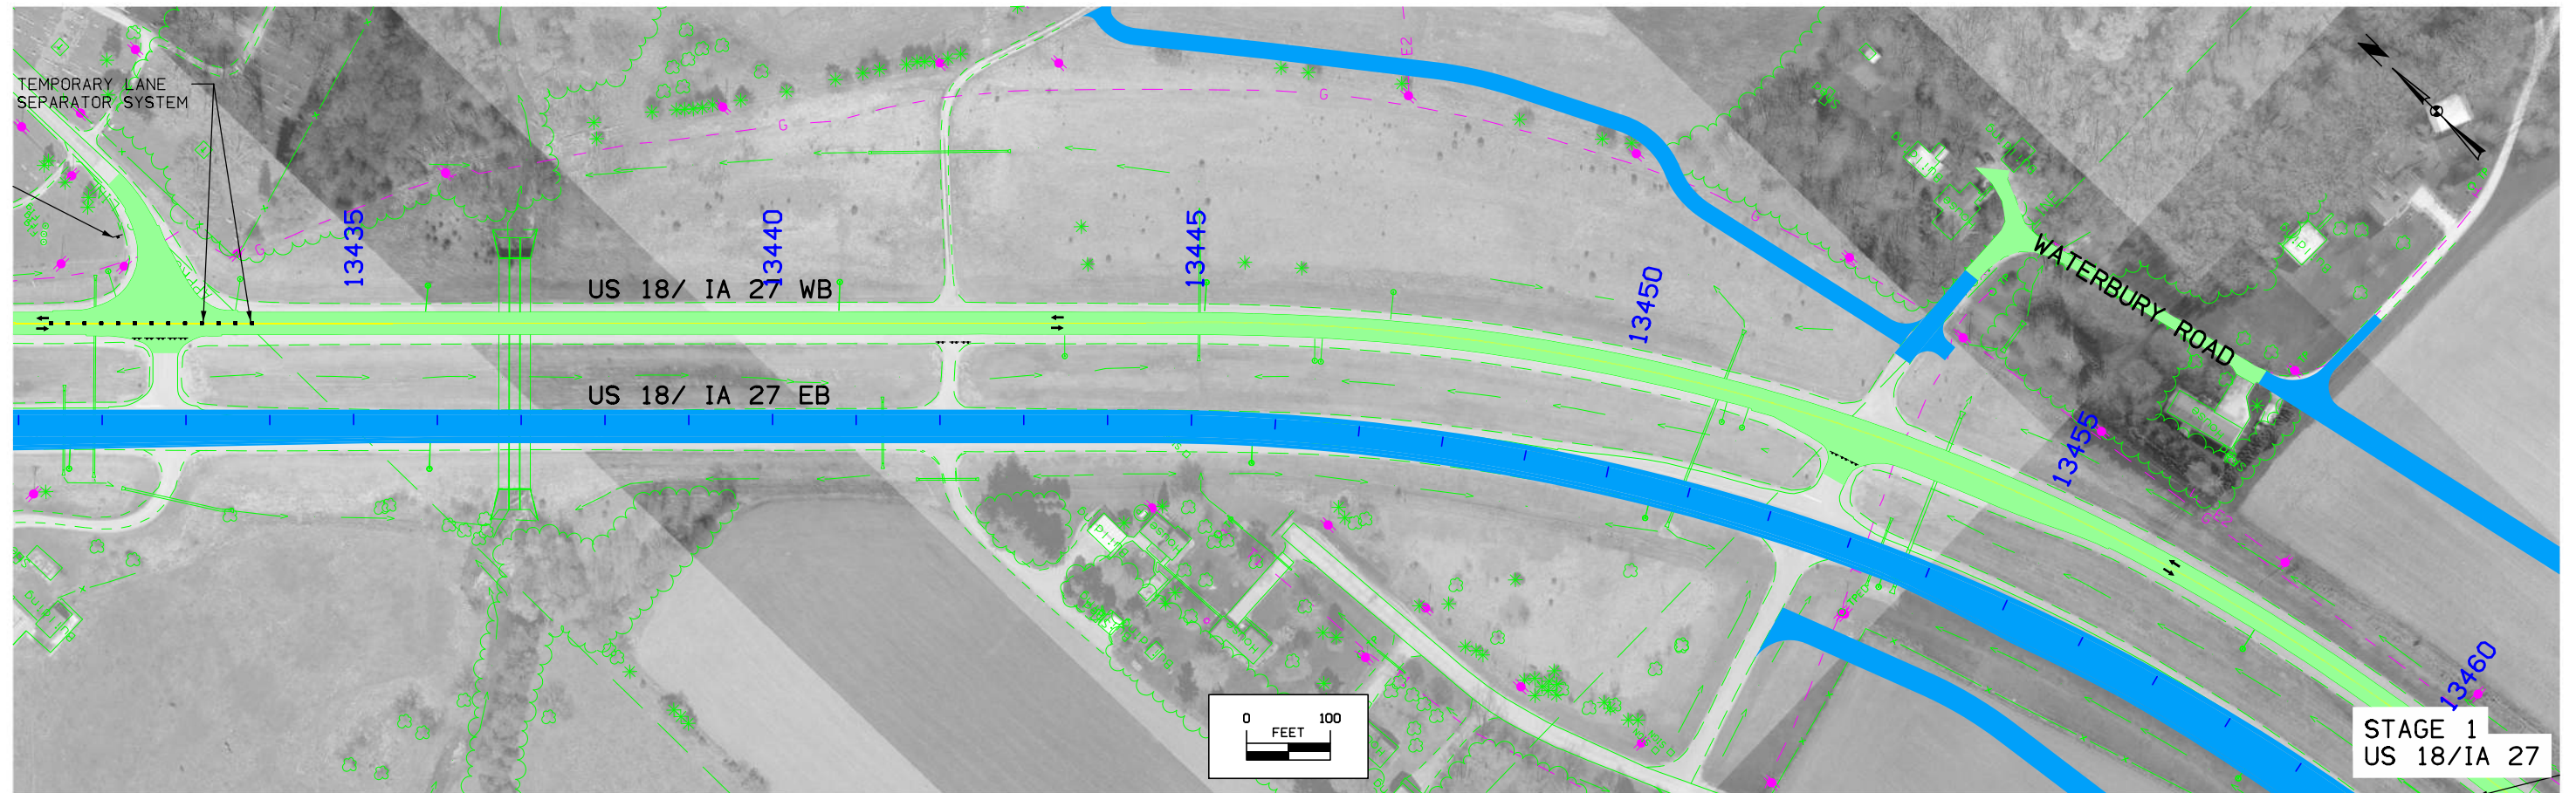 TEMPORARY LANE
SEPARATOR SYSTEM
E2
G
G
G
G
13435
13440
13445
13450
13455
13460
US 18/ IA 27 WB
US 18/ IA 27 EB
WATERBURY ROAD
0 100
FEET
STAGE 1
US 18/IA 27